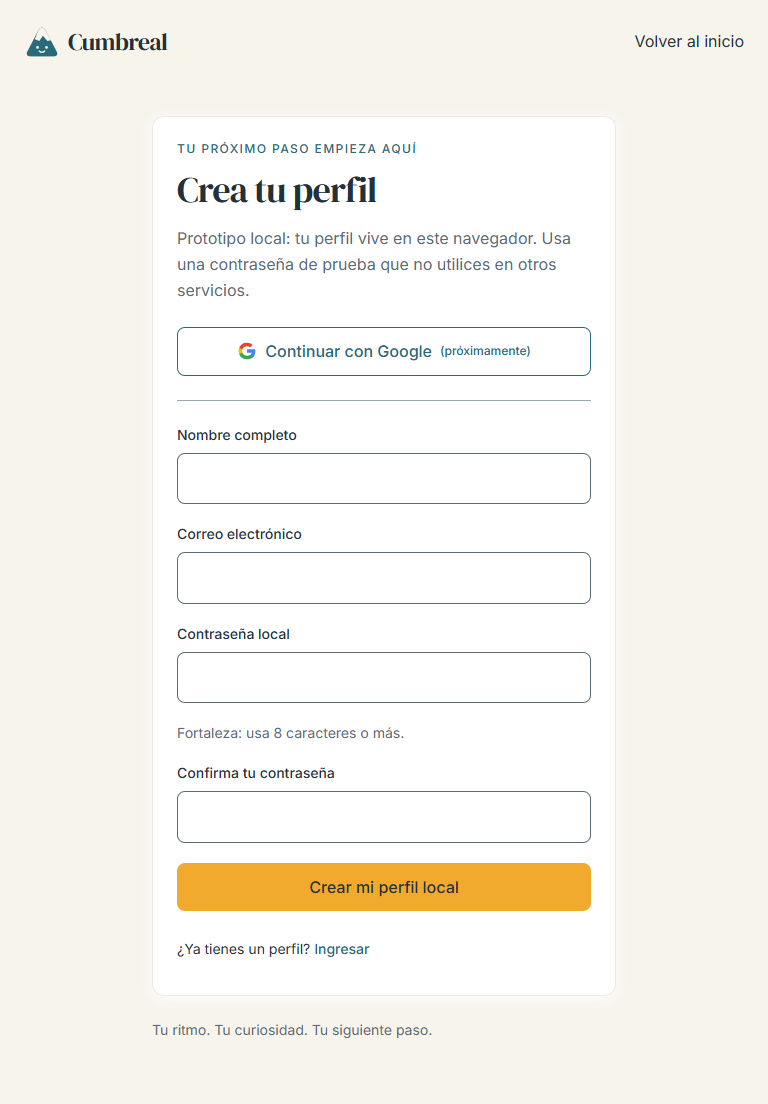 Cumbreal
Volver al inicio
TU PRÓXIMO PASO EMPIEZA AQUÍ
Crea tu perfil
Prototipo local: tu perfil vive en este navegador. Usa
una contraseña de prueba que no utilices en otros
servicios.
Continuar con Google (próximamente)
Nombre completo
Correo electrónico
Contraseña local
Fortaleza: usa 8 caracteres o más.
Confirma tu contraseña
Crear mi perfil local
¿Ya tienes un perfil? Ingresar
Tu ritmo. Tu curiosidad. Tu siguiente paso.